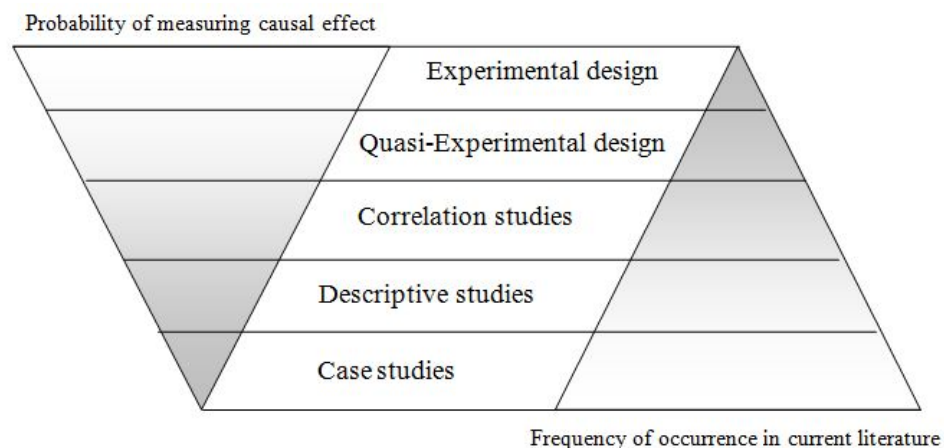 Probability of measuring causal effect
Experimental design
Quasi-Experimental design
Correlation studies
Descriptive studies
Case studies
Frequency of occurrence in current literature